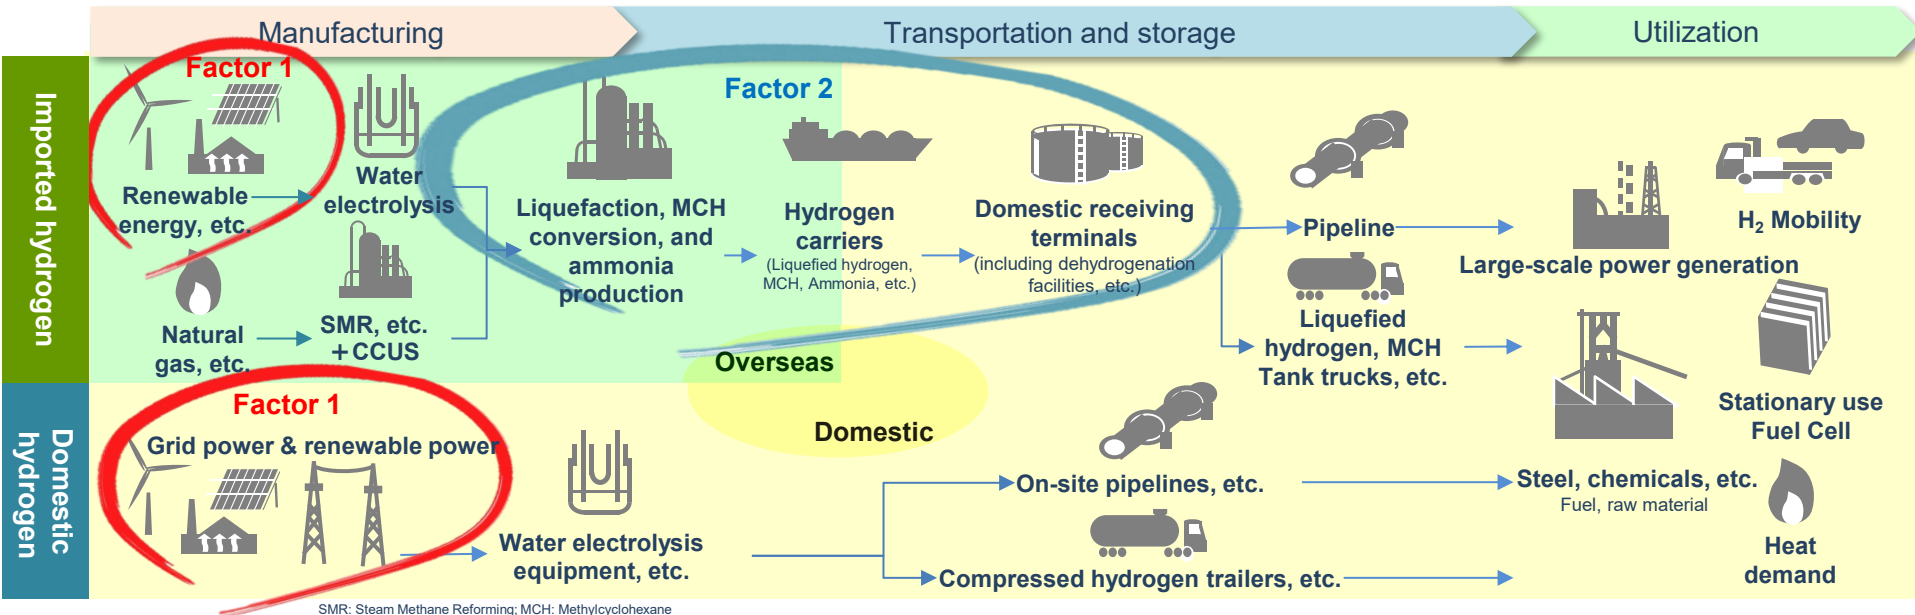 Manufacturing
Transportation and storage
Utilization
Imported hydrogen
Factor 1
Renewable
energy, etc.
Water
electrolysis
Natural
gas, etc.
SMR, etc.
+CCUS
Factor 2
Liquefaction, MCH
conversion, and
ammonia
production
Hydrogen
carriers
(Liquefied hydrogen,
MCH, Ammonia, etc.)
Domestic receiving
terminals
(including dehydrogenation
facilities, etc.)
Pipeline
Liquefied
hydrogen, MCH
Tank trucks, etc.
Large-scale power generation
H2 Mobility
Stationary use
Fuel Cell
Overseas
Domestic
Domestic
hydrogen
Factor 1
Grid power & renewable power
Water electrolysis
equipment, etc.
On-site pipelines, etc.
Compressed hydrogen trailers, etc.
Steel, chemicals, etc.
Fuel, raw material
Heat
demand
SMR: Steam Methane Reforming; MCH: Methylcyclohexane